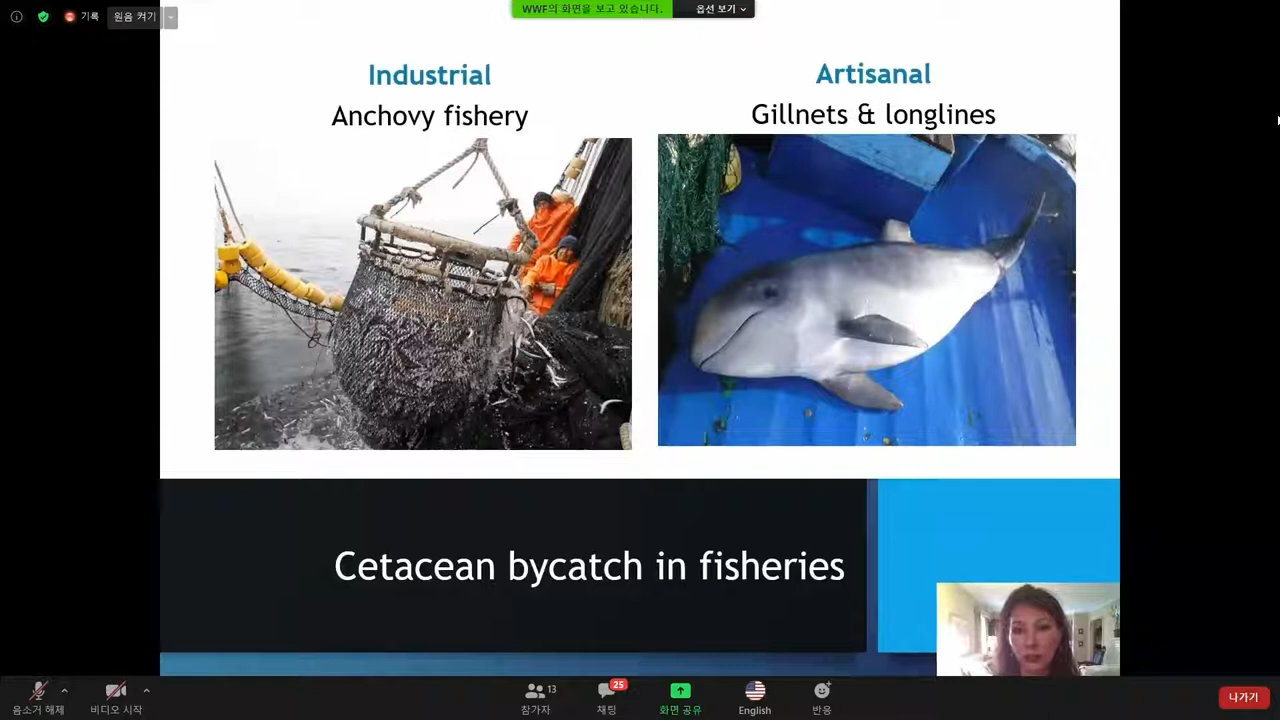 기록
원음 켜기
WWF의 화면을 보고 있습니다.
옵션 보기
Industrial
Anchovy fishery
Artisanal
Gillnets & longlines
Cetacean bycatch in fisheries
음소거 해제
비디오 시작
13
참가자
25
채팅
화면 공유
English
반응
나가기